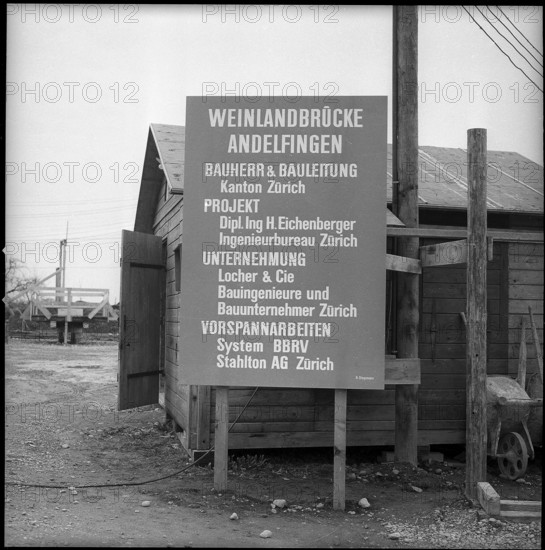 WEINLANDBRÜCKE
ANDELFINGEN
BAUHERR & BAULEITUNG
Kanton Zürich
PROJEKT
Dipl. Ing H. Eichenberger
Ingenieurbureau Zürich
UNTERNEHMUNG
Locher & Cie
Bauingenieure und
Bauunternehmer Zürich
VORSPANNARBEITEN
System BBRV
Stahlton AG Zürich
PHOTO 12